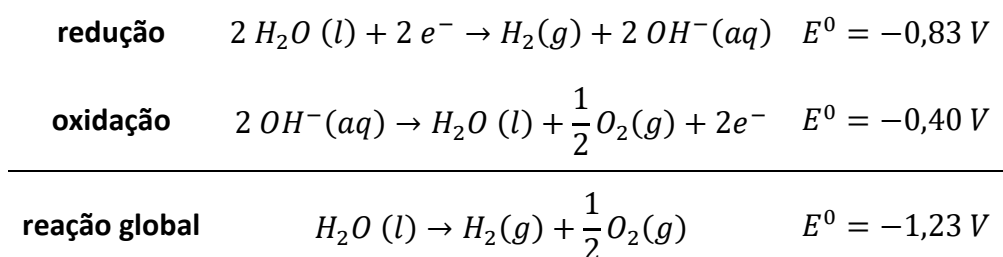 redução 2 H₂O (l) + 2 e⁻ → H₂(g) + 2 OH⁻(aq) E⁰ = −0,83 V
oxidação 2 OH⁻(aq) → H₂O (l) + 1/2 O₂(g) + 2e⁻ E⁰ = −0,40 V
reação global H₂O (l) → H₂(g) + 1/2 O₂(g) E⁰ = −1,23 V